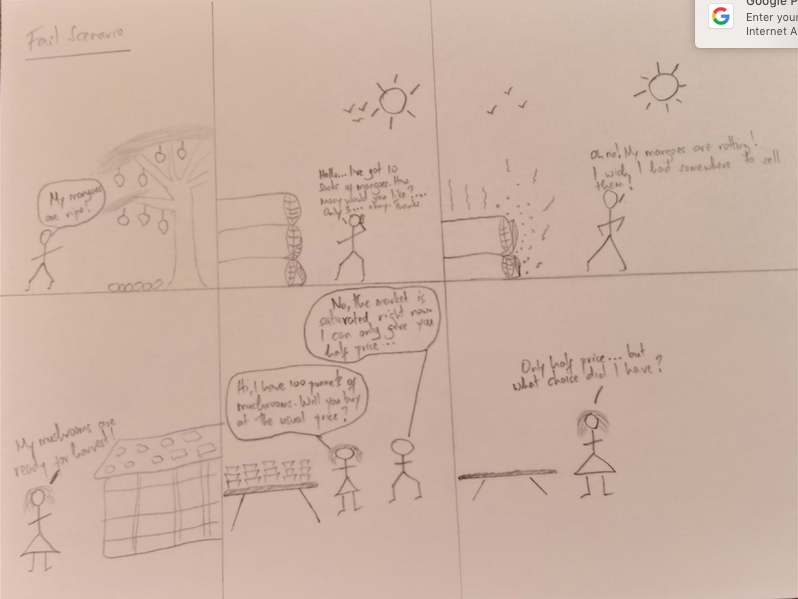 Fail Scenario
My mangoes
are ripe!
Hello... I've got 10
sacks of mangoes. How
many would you like?...
Only 3... okay. Thanks
Oh no! My mangoes are rotting!
I wish I had somewhere to sell
them!
My mushrooms are
ready for harvest!
Hi, I have 100 punnets of
mushrooms. Will you buy
at the usual price?
No, the market is
saturated right now.
I can only give you
half price...
Only half price... but
what choice did I have?
Google P
Enter your
Internet A